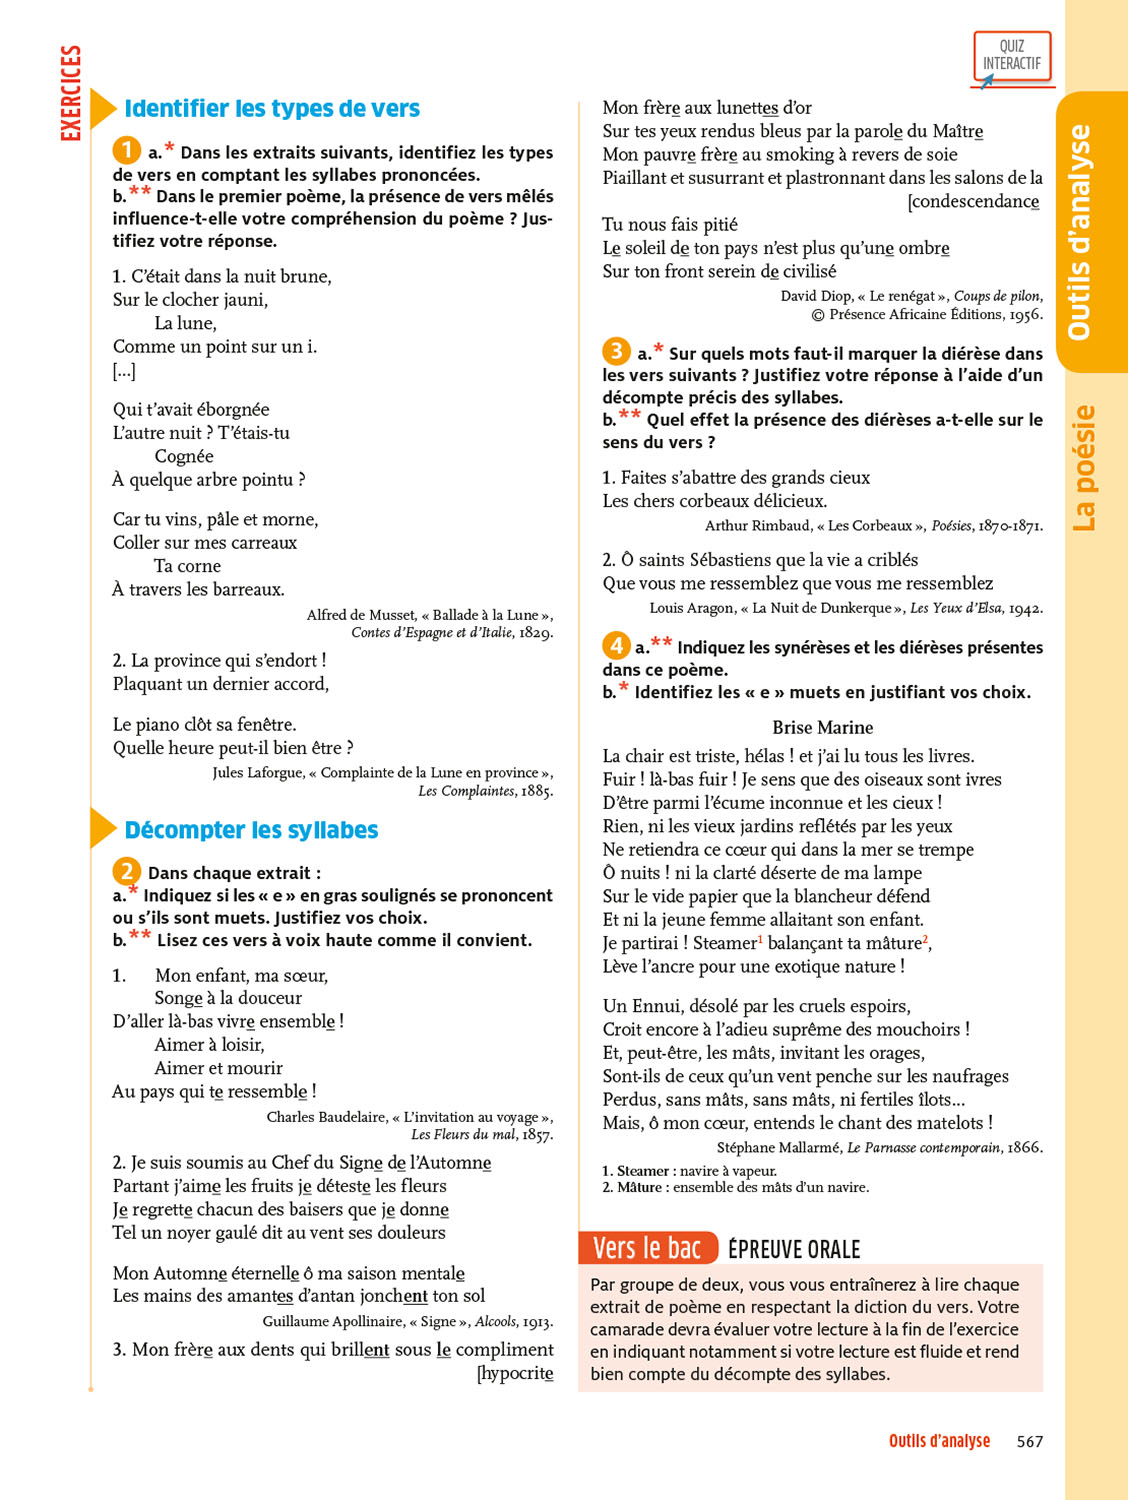 EXERCICES
QUIZ
INTERACTIF
Identifier les types de vers
1 a.* Dans les extraits suivants, identifiez les types
de vers en comptant les syllabes prononcées.
b.** Dans le premier poème, la présence de vers mêlés
influence-t-elle votre compréhension du poème ? Jus-
tifiez votre réponse.
1. C’était dans la nuit brune,
Sur le clocher jauni,
La lune,
Comme un point sur un i.
[...]
Qui t’avait éborgnée
L’autre nuit ? T’étais-tu
Cognée
À quelque arbre pointu ?
Car tu vins, pâle et morne,
Coller sur mes carreaux
Ta corne
À travers les barreaux.
Alfred de Musset, « Ballade à la Lune »,
Contes d’Espagne et d’Italie, 1829.
2. La province qui s’endort !
Plaquant un dernier accord,
Le piano clôt sa fenêtre.
Quelle heure peut-il bien être ?
Jules Laforgue, « Complainte de la Lune en province »,
Les Complaintes, 1885.
Décompter les syllabes
2 Dans chaque extrait :
a.* Indiquez si les « e » en gras soulignés se prononcent
ou s’ils sont muets. Justifiez vos choix.
b.** Lisez ces vers à voix haute comme il convient.
1. Mon enfant, ma sœur,
Songe à la douceur
D’aller là-bas vivre ensemble !
Aimer à loisir,
Aimer et mourir
Au pays qui te ressemble !
Charles Baudelaire, « L’invitation au voyage »,
Les Fleurs du mal, 1857.
2. Je suis soumis au Chef du Signe de l’Automne
Partant j’aime les fruits je déteste les fleurs
Je regrette chacun des baisers que je donne
Tel un noyer gaulé dit au vent ses douleurs
Mon Automne éternelle ô ma saison mentale
Les mains des amantes d’antan jonchent ton sol
Guillaume Apollinaire, « Signe », Alcools, 1913.
3. Mon frère aux dents qui brillent sous le compliment
[hypocrite
Mon frère aux lunettes d’or
Sur tes yeux rendus bleus par la parole du Maître
Mon pauvre frère au smoking à revers de soie
Piaillant et susurrant et plastronnant dans les salons de la
[condescendance
Tu nous fais pitié
Le soleil de ton pays n’est plus qu’une ombre
Sur ton front serein de civilisé
David Diop, « Le renégat », Coups de pilon,
© Présence Africaine Éditions, 1956.
3 a.* Sur quels mots faut-il marquer la diérèse dans
les vers suivants ? Justifiez votre réponse à l’aide d’un
décompte précis des syllabes.
b.** Quel effet la présence des diérèses a-t-elle sur le
sens du vers ?
1. Faites s’abattre des grands cieux
Les chers corbeaux délicieux.
Arthur Rimbaud, « Les Corbeaux », Poésies, 1870-1871.
2. Ô saints Sébastiens que la vie a criblés
Que vous me ressemblez que vous me ressemblez
Louis Aragon, « La Nuit de Dunkerque », Les Yeux d’Elsa, 1942.
4 a.** Indiquez les synérèses et les diérèses présentes
dans ce poème.
b.* Identifiez les « e » muets en justifiant vos choix.
Brise Marine
La chair est triste, hélas ! et j’ai lu tous les livres.
Fuir ! là-bas fuir ! Je sens que des oiseaux sont ivres
D’être parmi l’écume inconnue et les cieux !
Rien, ni les vieux jardins reflétés par les yeux
Ne retiendra ce cœur qui dans la mer se trempe
Ô nuits ! ni la clarté déserte de ma lampe
Sur le vide papier que la blancheur défend
Et ni la jeune femme allaitant son enfant.
Je partirai ! Steamer1 balançant ta mâture2,
Lève l’ancre pour une exotique nature !
Un Ennui, désolé par les cruels espoirs,
Croit encore à l’adieu suprême des mouchoirs !
Et, peut-être, les mâts, invitant les orages,
Sont-ils de ceux qu’un vent penche sur les naufrages
Perdus, sans mâts, sans mâts, ni fertiles îlots...
Mais, ô mon cœur, entends le chant des matelots !
Stéphane Mallarmé, Le Parnasse contemporain, 1866.
1. Steamer : navire à vapeur.
2. Mâture : ensemble des mâts d’un navire.
Vers le bac ÉPREUVE ORALE
Par groupe de deux, vous vous entraînerez à lire chaque
extrait de poème en respectant la diction du vers. Votre
camarade devra évaluer votre lecture à la fin de l’exercice
en indiquant notamment si votre lecture est fluide et rend
bien compte du décompte des syllabes.
Outils d’analyse
La poésie
Outils d’analyse 567